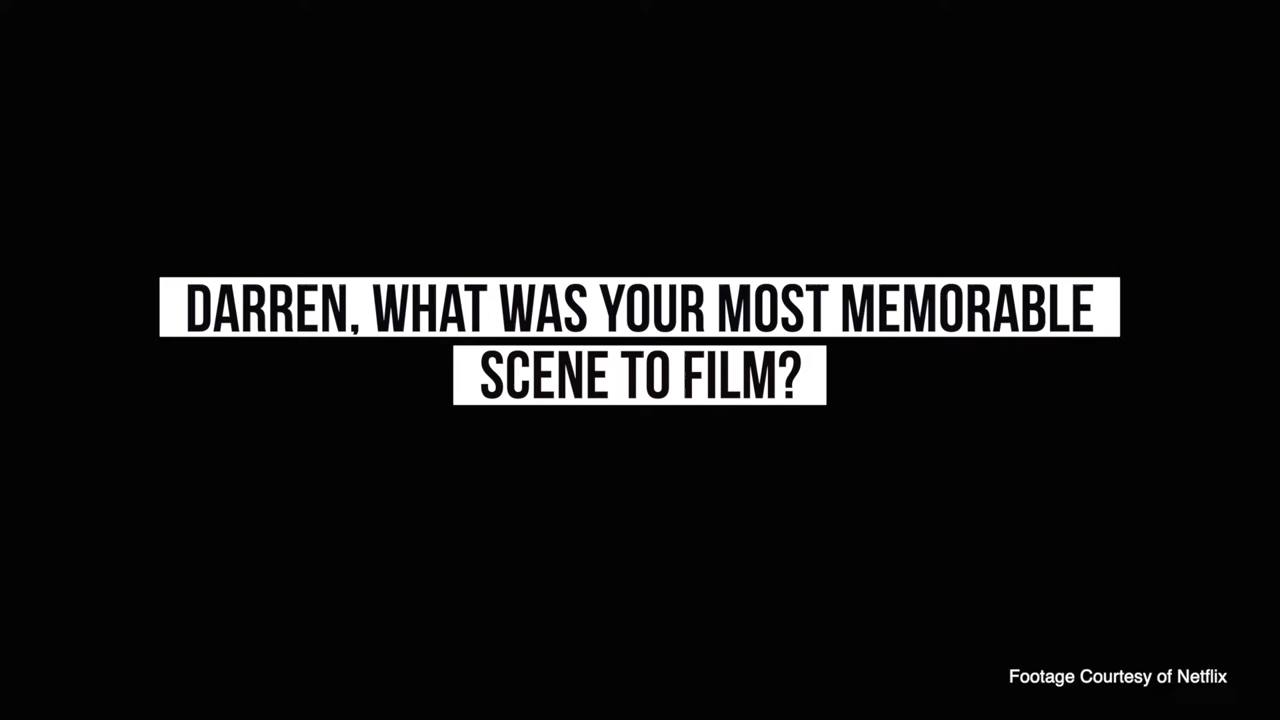 DARREN, WHAT WAS YOUR MOST MEMORABLE
SCENE TO FILM?
Footage Courtesy of Netflix